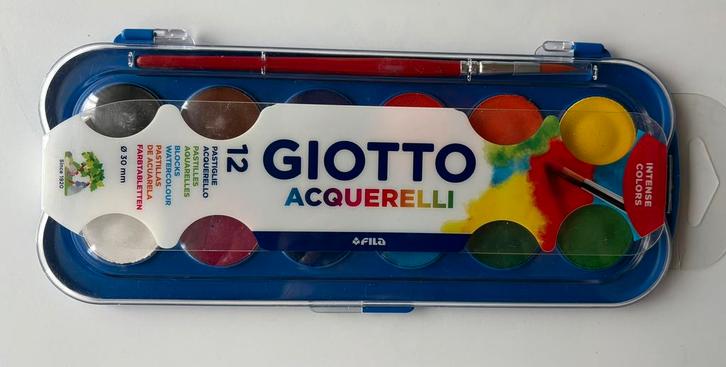 GIOTTO
ACQUERELLI
FILA
12
PASTIGLIE
ACQUERELLO
PASTILLES
AQUARELLES
WATERCOLOUR
BLOCKS
PASTILLAS
DE ACUARELA
FARBTABLETTEN
Ø 30 mm
Since 1920
INTENSE
COLORS